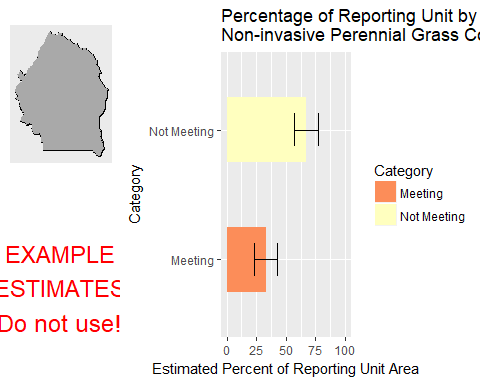 Percentage of Reporting Unit by
Non-invasive Perennial Grass Co
Category
Not Meeting
Meeting
0 25 50 75 100
Estimated Percent of Reporting Unit Area
Category
Meeting
Not Meeting
EXAMPLE
ESTIMATES
Do not use!